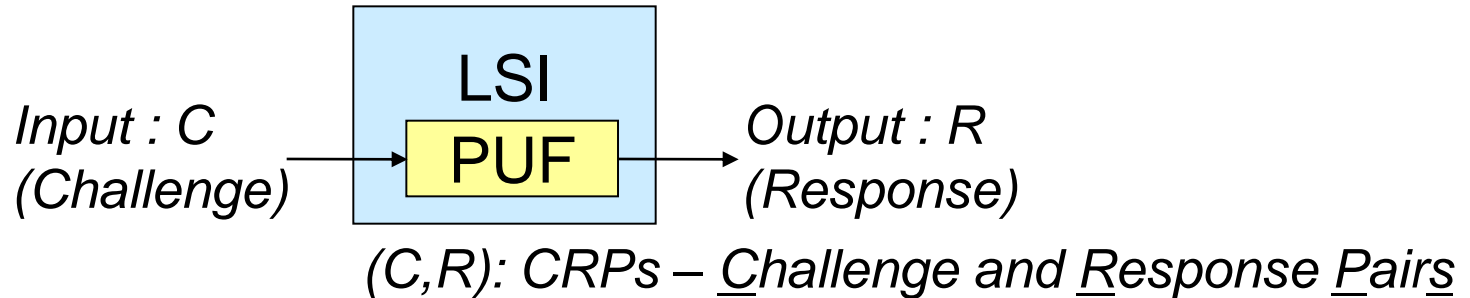 LSI
Input : C
(Challenge)
PUF
Output : R
(Response)
(C,R): CRPs – Challenge and Response Pairs